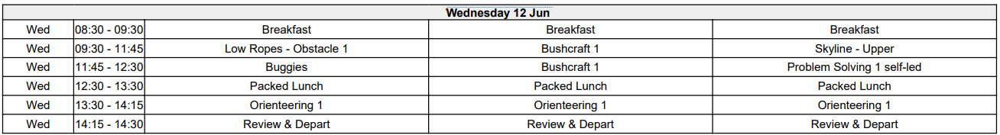 Wednesday 12 Jun
Wed 08:30 - 09:30 Breakfast Breakfast Breakfast
Wed 09:30 - 11:45 Low Ropes - Obstacle 1 Bushcraft 1 Skyline - Upper
Wed 11:45 - 12:30 Buggies Bushcraft 1 Problem Solving 1 self-led
Wed 12:30 - 13:30 Packed Lunch Packed Lunch Packed Lunch
Wed 13:30 - 14:15 Orienteering 1 Orienteering 1 Orienteering 1
Wed 14:15 - 14:30 Review & Depart Review & Depart Review & Depart